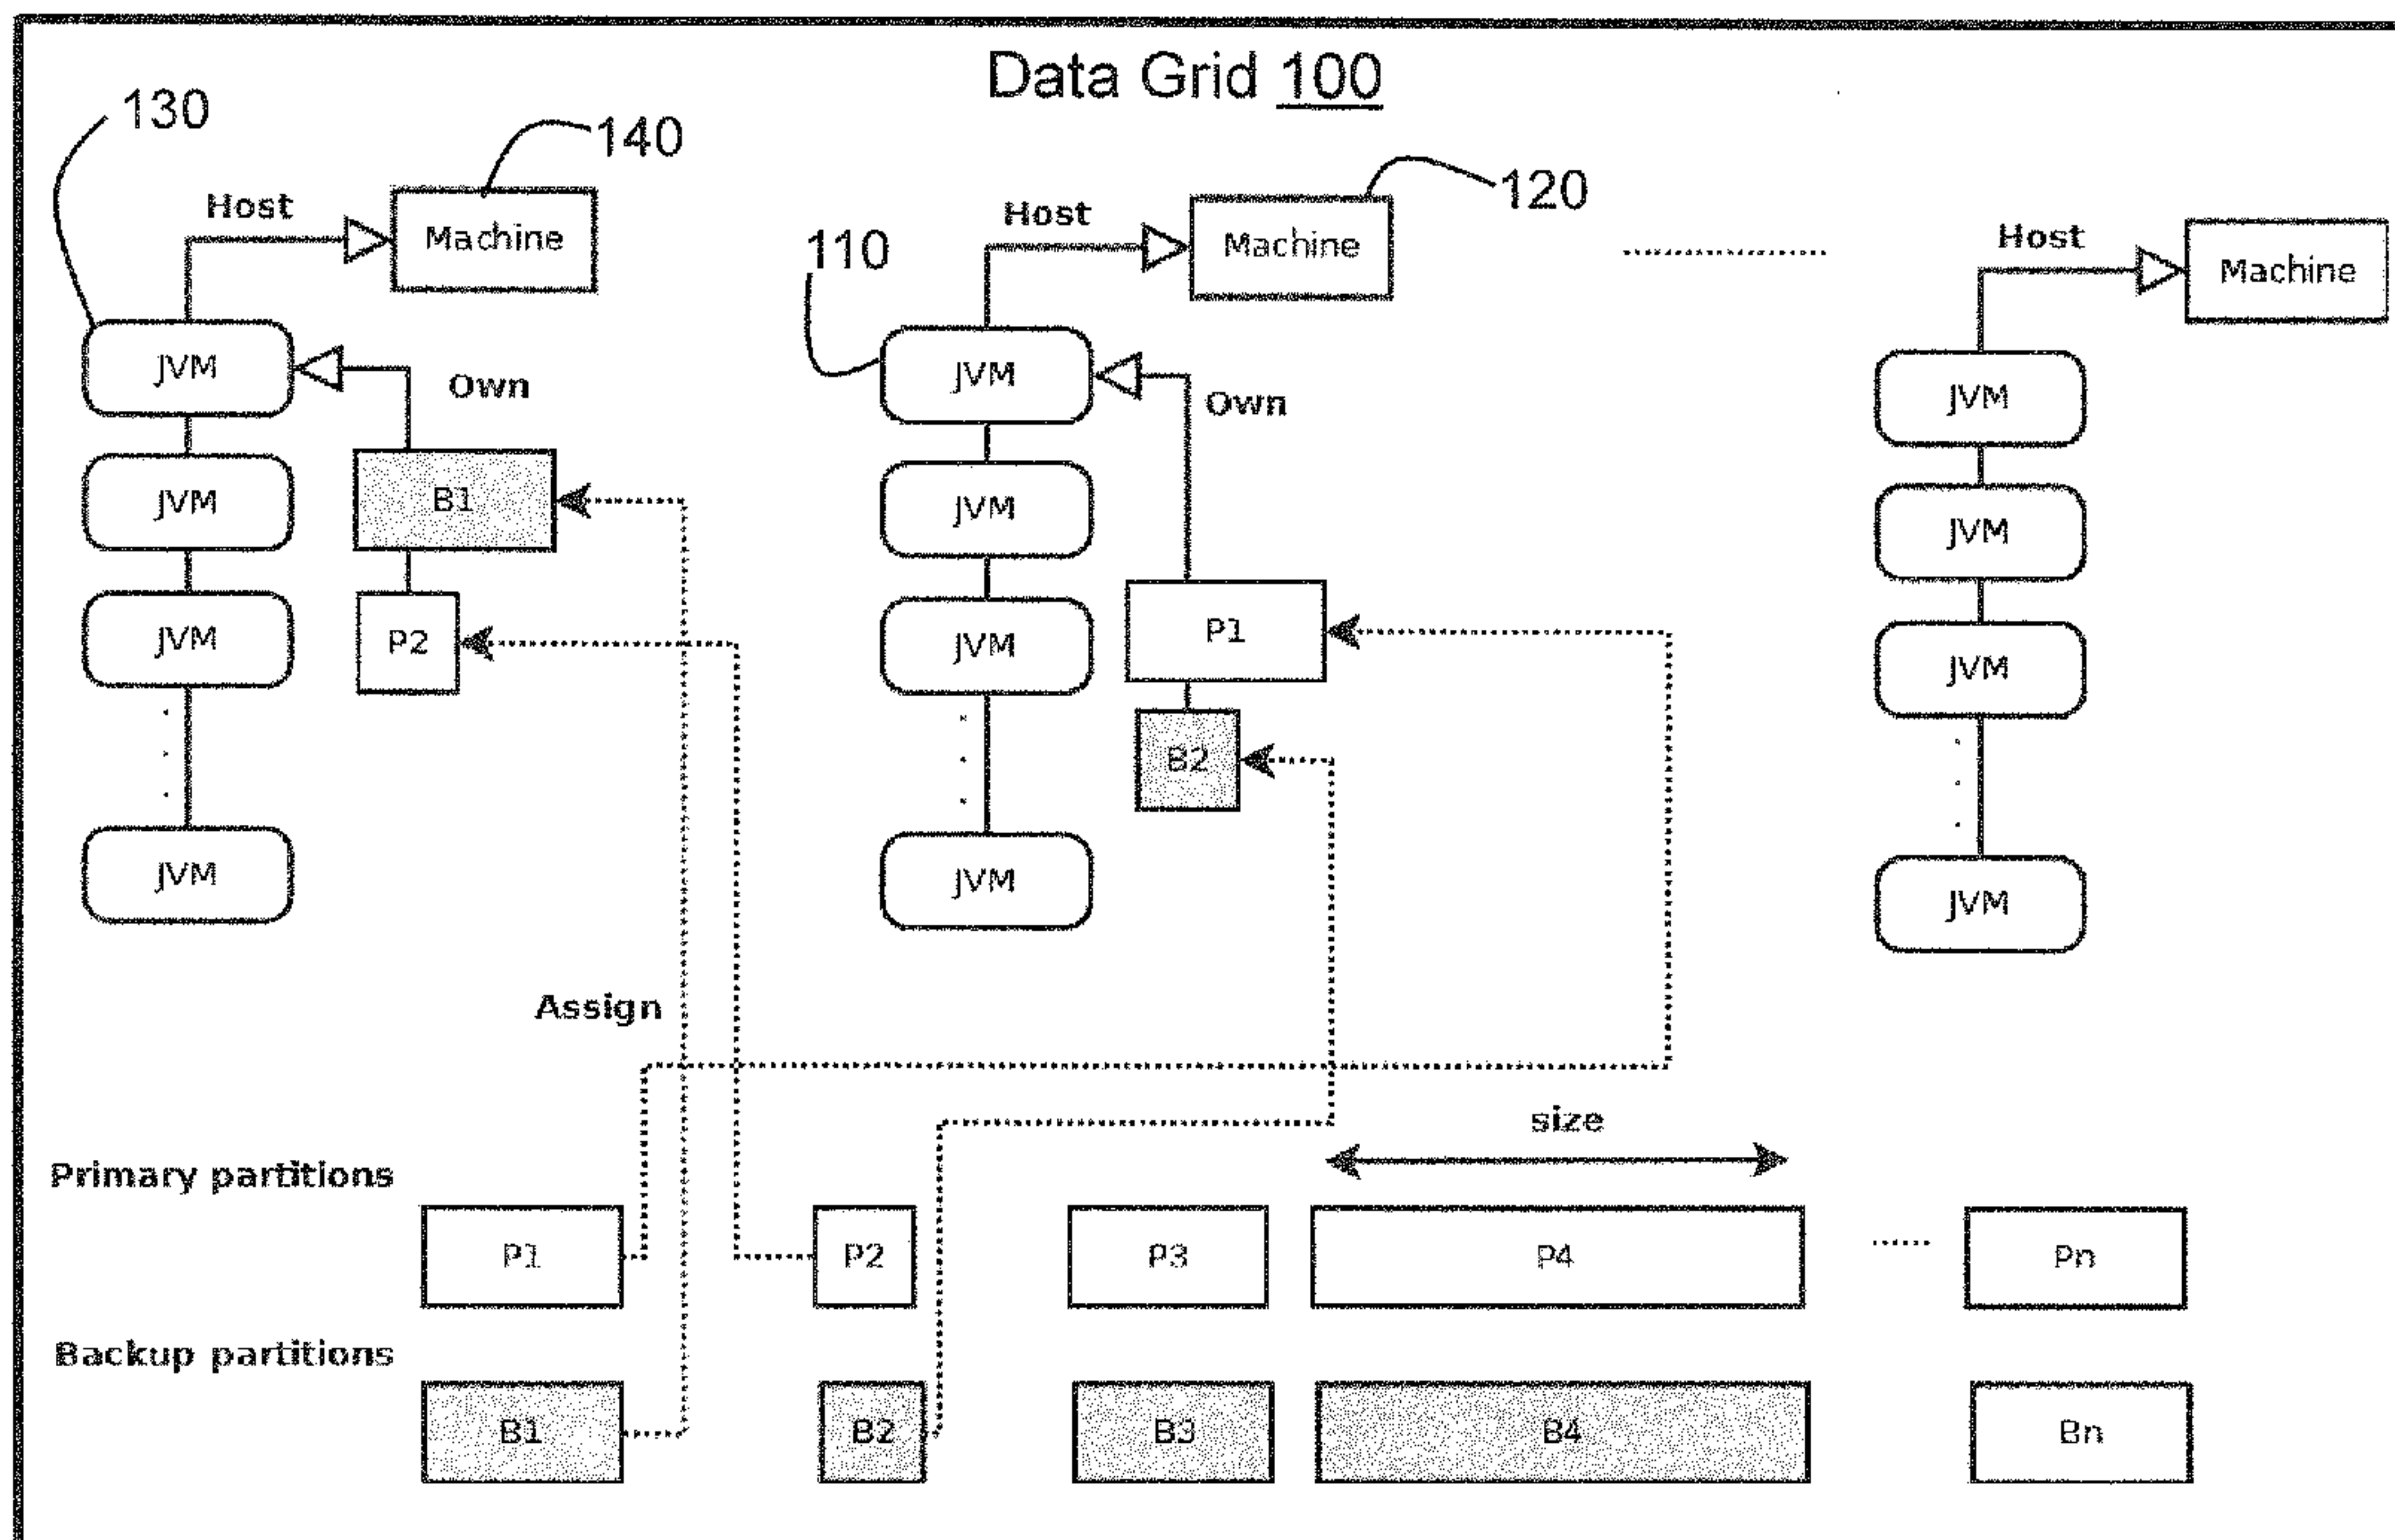 Data Grid 100
130
140
120
110
Host
Machine
Host
Machine
Host
Machine
JVM
Own
JVM
Own
JVM
JVM
B1
JVM
JVM
JVM
P2
JVM
P1
JVM
B2
JVM
JVM
JVM
Assign
size
Primary partitions
P1
P2
P3
P4
Pn
Backup partitions
B1
B2
B3
B4
Bn